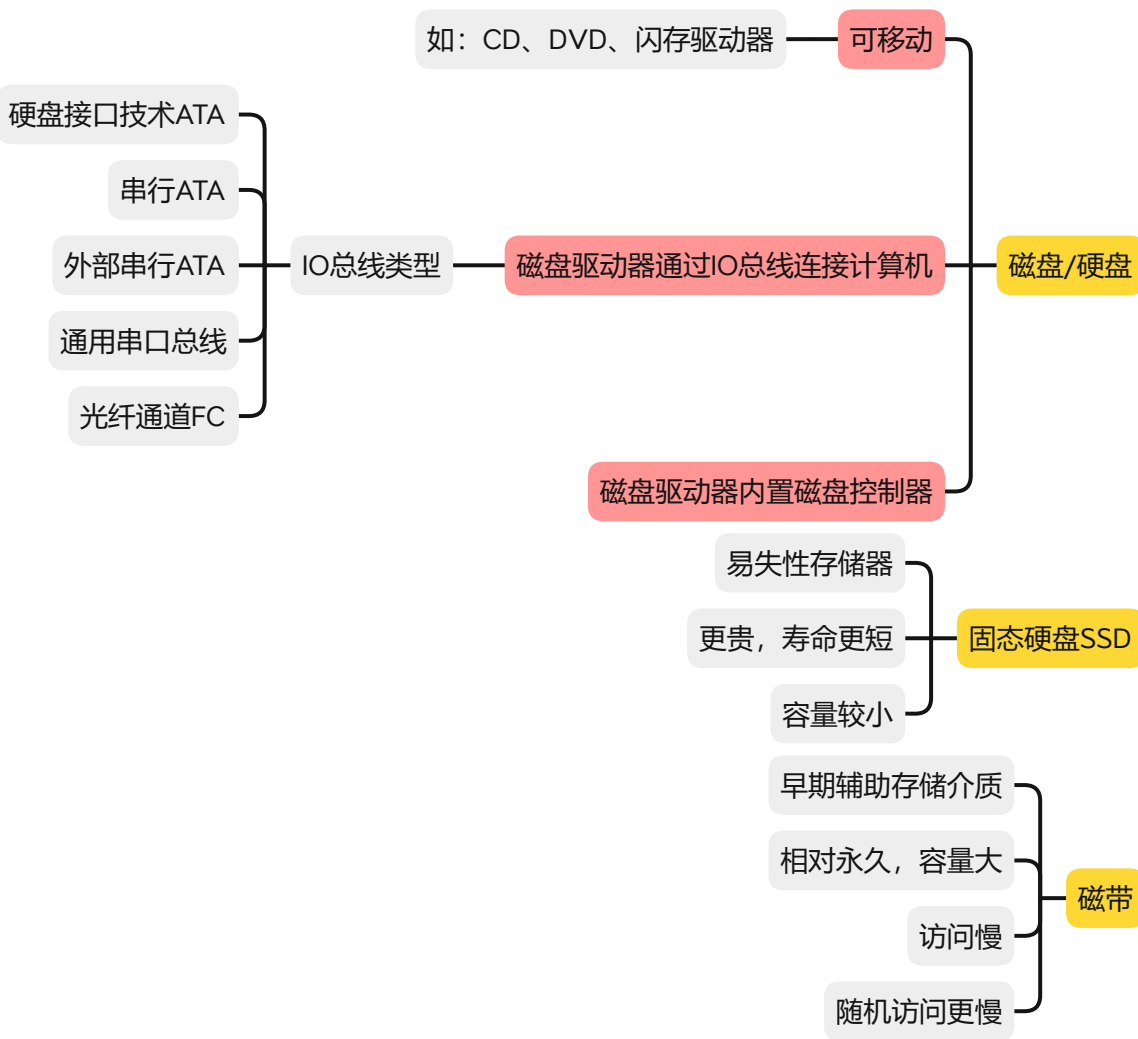 如：CD、DVD、闪存驱动器
可移动
硬盘接口技术ATA
串行ATA
外部串行ATA
IO总线类型
磁盘驱动器通过IO总线连接计算机
磁盘/硬盘
通用串口总线
光纤通道FC
磁盘驱动器内置磁盘控制器
易失性存储器
更贵，寿命更短
固态硬盘SSD
容量较小
早期辅助存储介质
相对永久，容量大
磁带
访问慢
随机访问更慢